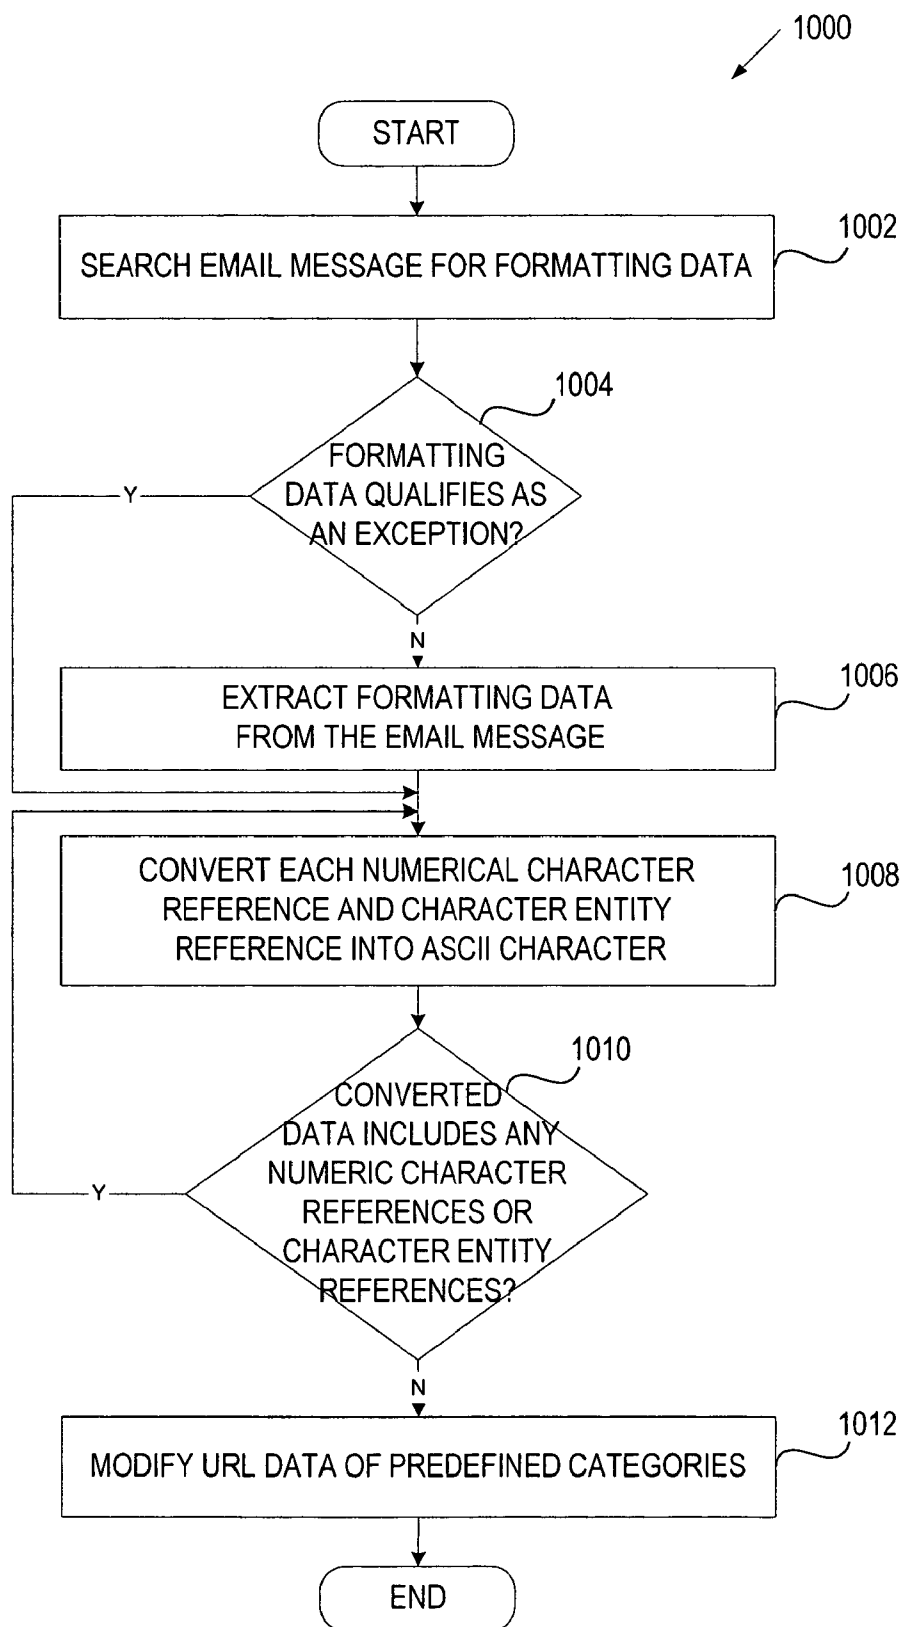 1000
START
1002
SEARCH EMAIL MESSAGE FOR FORMATTING DATA
1004
FORMATTING
DATA QUALIFIES AS
AN EXCEPTION?
Y
N
1006
EXTRACT FORMATTING DATA
FROM THE EMAIL MESSAGE
1008
CONVERT EACH NUMERICAL CHARACTER
REFERENCE AND CHARACTER ENTITY
REFERENCE INTO ASCII CHARACTER
1010
CONVERTED
DATA INCLUDES ANY
NUMERIC CHARACTER
REFERENCES OR
CHARACTER ENTITY
REFERENCES?
Y
N
1012
MODIFY URL DATA OF PREDEFINED CATEGORIES
END